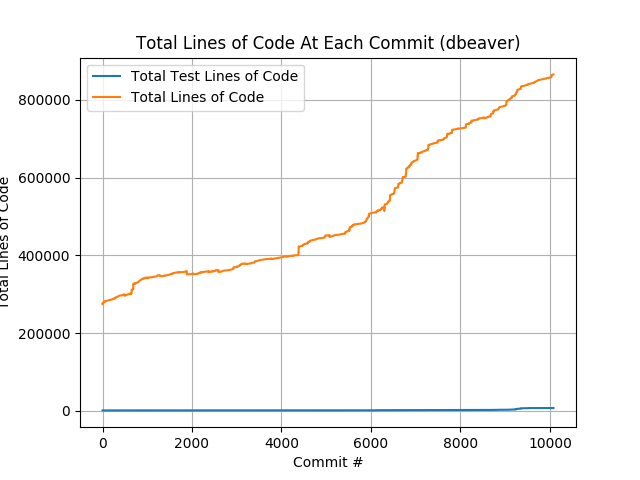 Total Lines of Code At Each Commit (dbeaver)
Total Test Lines of Code
Total Lines of Code
Total Lines of Code
800000
600000
400000
200000
0
0
2000
4000
6000
8000
10000
Commit #